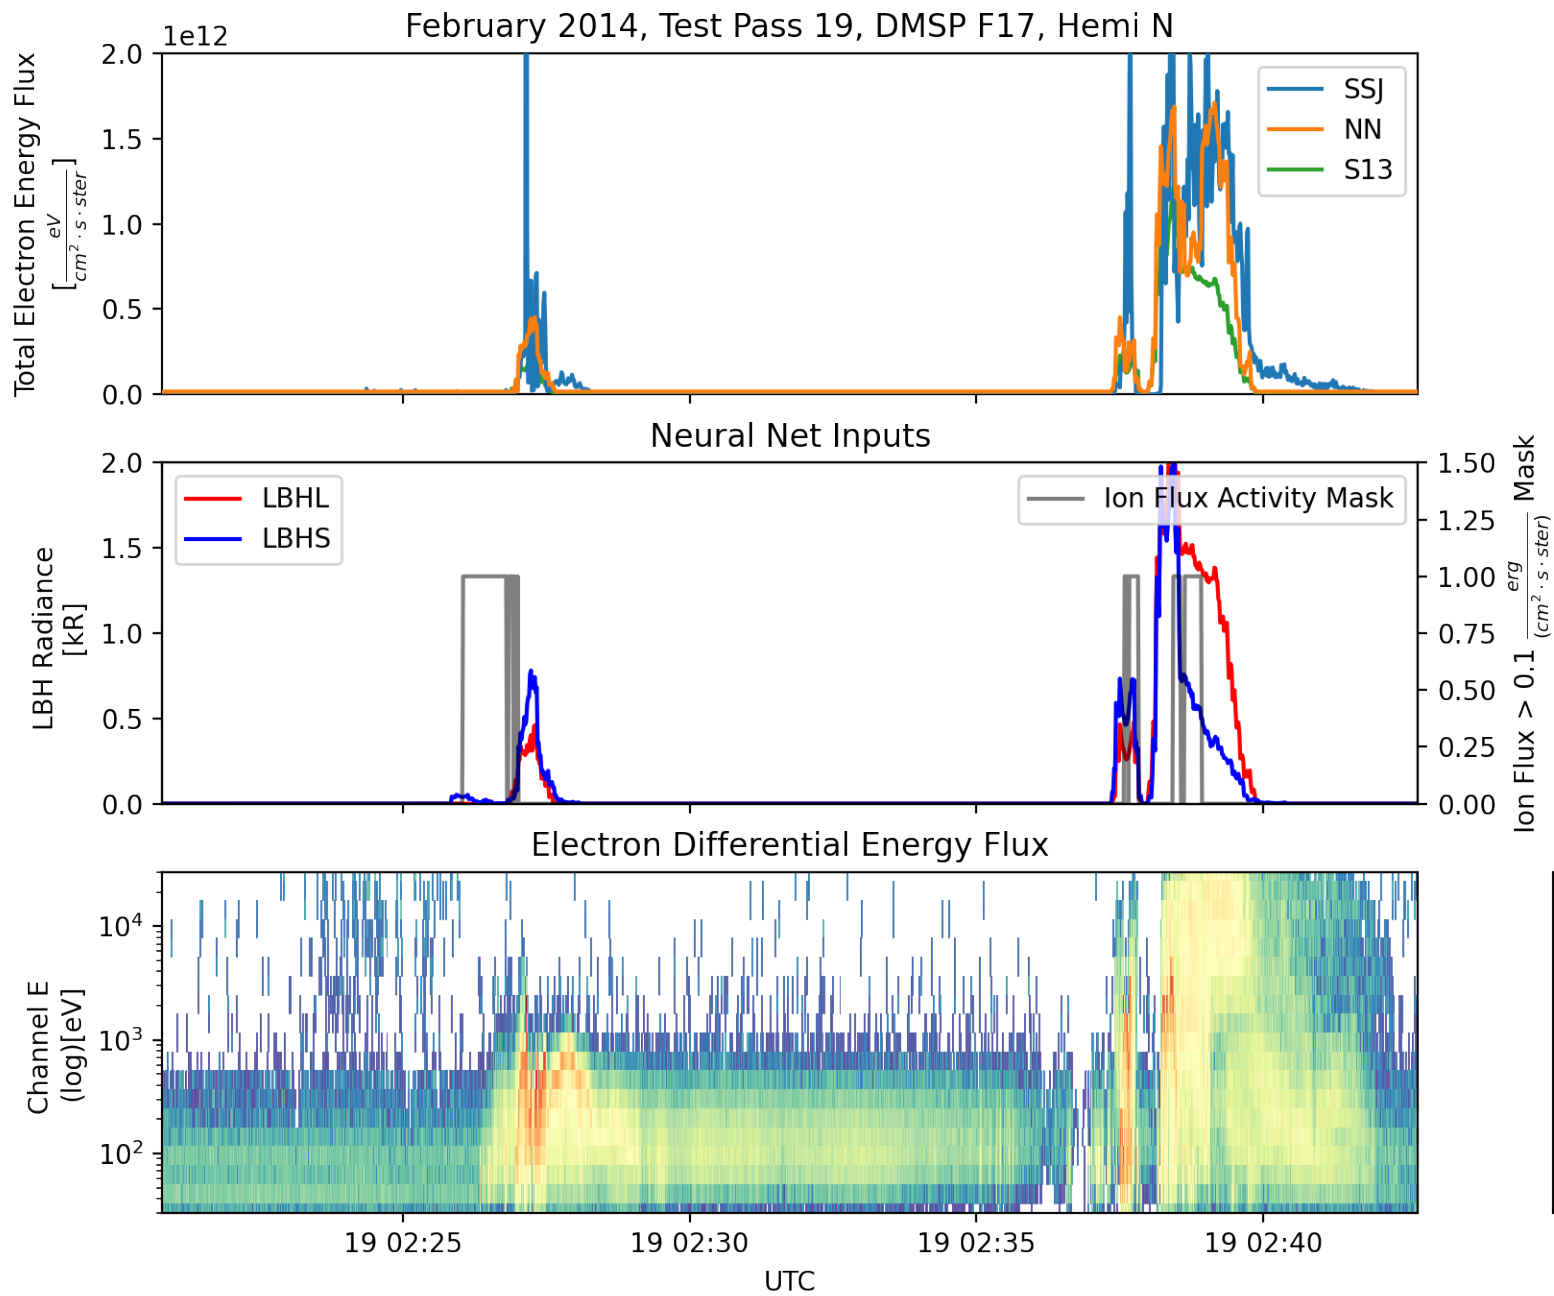 February 2014, Test Pass 19, DMSP F17, Hemi N
1e12
Total Electron Energy Flux
[eV / cm² · s · ster]
2.0
1.5
1.0
0.5
0.0
SSJ
NN
S13
Neural Net Inputs
LBH Radiance
[kR]
2.0
1.5
1.0
0.5
0.0
LBHL
LBHS
Ion Flux Activity Mask
1.50
1.25
1.00
0.75
0.50
0.25
0.00
Ion Flux > 0.1 erg / (cm² · s · ster) Mask
Electron Differential Energy Flux
Channel E
(log)[eV]
10⁴
10³
10²
19 02:25
19 02:30
19 02:35
19 02:40
UTC